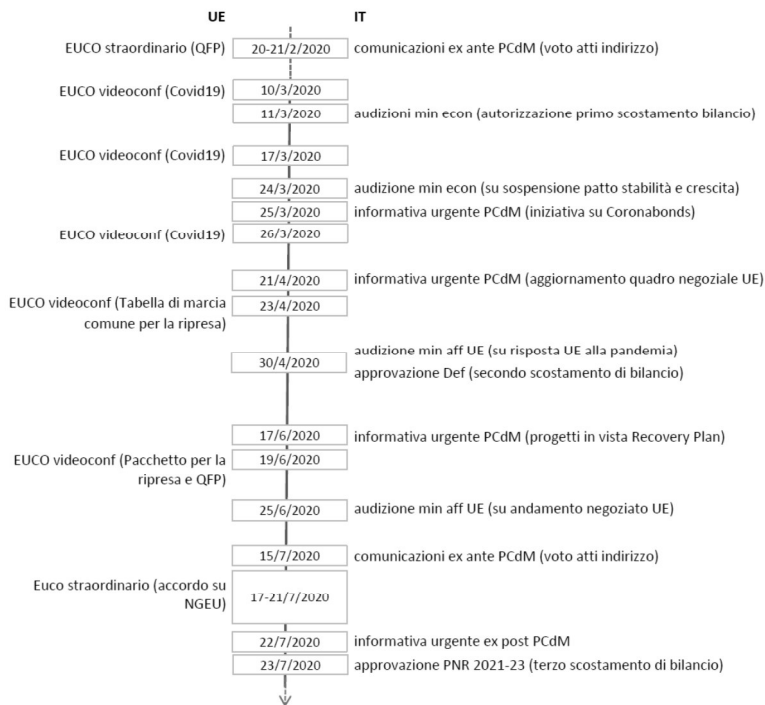 UE IT
EUCO straordinario (QFP) 20-21/2/2020 comunicazioni ex ante PCdM (voto atti indirizzo)
EUCO videoconf (Covid19) 10/3/2020
11/3/2020 audizioni min econ (autorizzazione primo scostamento bilancio)
EUCO videoconf (Covid19) 17/3/2020
24/3/2020 audizione min econ (su sospensione patto stabilità e crescita)
25/3/2020 informativa urgente PCdM (iniziativa su Coronabonds)
EUCO videoconf (Covid19) 26/3/2020
21/4/2020 informativa urgente PCdM (aggiornamento quadro negoziale UE)
EUCO videoconf (Tabella di marcia
comune per la ripresa) 23/4/2020
audizione min aff UE (su risposta UE alla pandemia)
30/4/2020
approvazione Def (secondo scostamento di bilancio)
17/6/2020 informativa urgente PCdM (progetti in vista Recovery Plan)
EUCO videoconf (Pacchetto per la
ripresa e QFP) 19/6/2020
25/6/2020 audizione min aff UE (su andamento negoziato UE)
15/7/2020 comunicazioni ex ante PCdM (voto atti indirizzo)
Euco straordinario (accordo su
NGEU) 17-21/7/2020
22/7/2020 informativa urgente ex post PCdM
23/7/2020 approvazione PNR 2021-23 (terzo scostamento di bilancio)